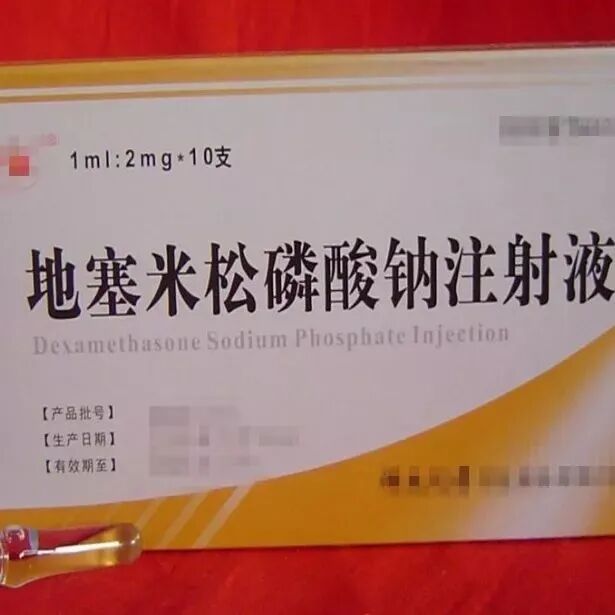 1ml:2mg*10支
地塞米松磷酸钠注射液
Dexamethasone Sodium Phosphate Injection
【产品批号】
【生产日期】
【有效期至】